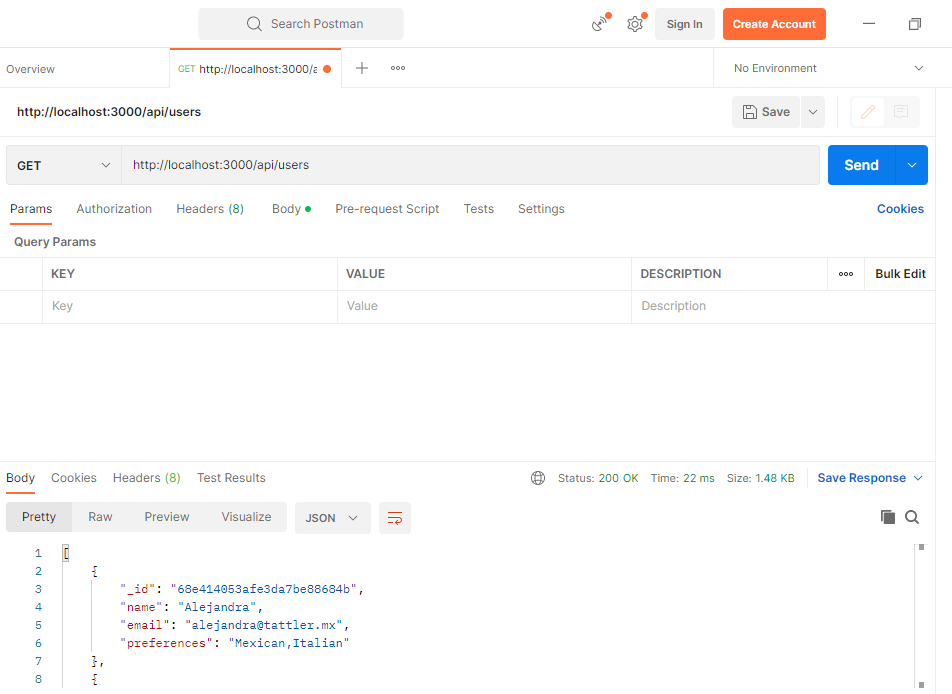 Search Postman
Sign In
Create Account
Overview
GET http://localhost:3000/a
No Environment
http://localhost:3000/api/users
Save
GET
http://localhost:3000/api/users
Send
Params Authorization Headers (8) Body Pre-request Script Tests Settings Cookies
Query Params
KEY VALUE DESCRIPTION Bulk Edit
Key Value Description
Body Cookies Headers (8) Test Results Status: 200 OK Time: 22 ms Size: 1.48 KB Save Response
Pretty Raw Preview Visualize JSON
1 [
2 {
3 "_id": "68e414053afe3da7be88684b",
4 "name": "Alejandra",
5 "email": "alejandra@tattler.mx",
6 "preferences": "Mexican,Italian"
7 },
8 {